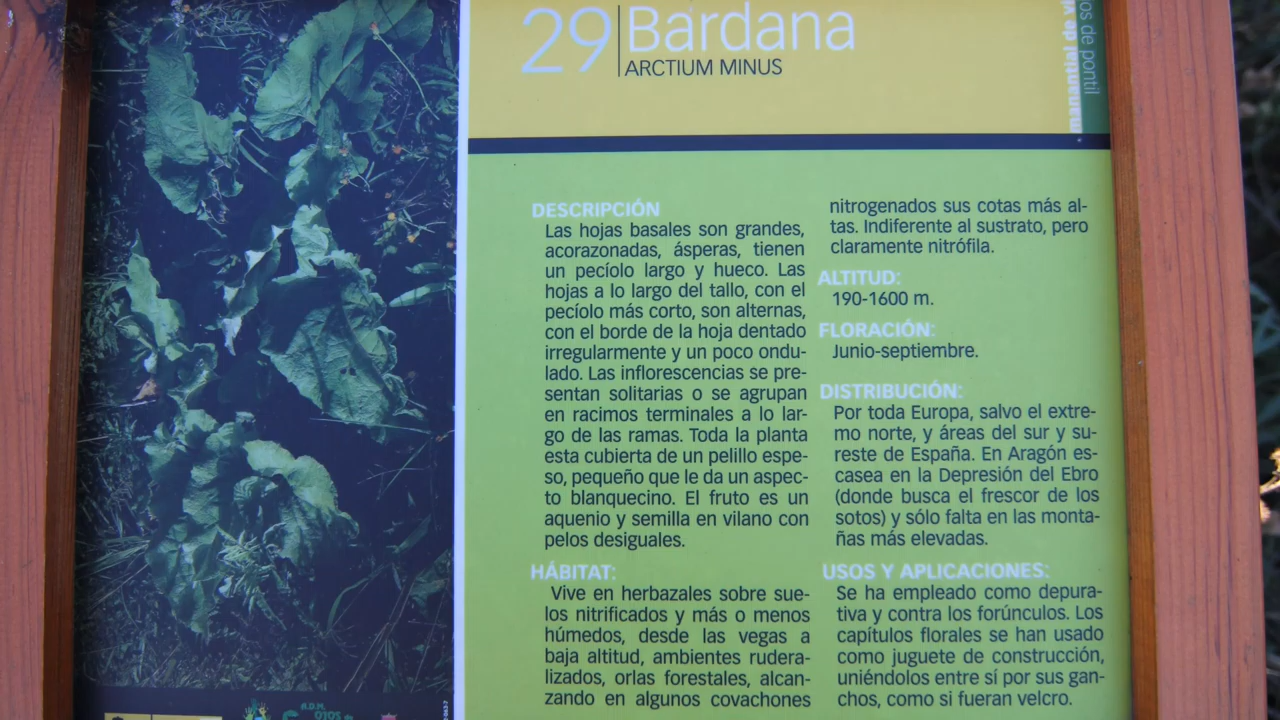 29
Bardana
ARCTIUM MINUS
manantial de
os de pontil
DESCRIPCIÓN
Las hojas basales son grandes,
acorazonadas, ásperas, tienen
un pecíolo largo y hueco. Las
hojas a lo largo del tallo, con el
pecíolo más corto, son alternas,
con el borde de la hoja dentado
irregularmente y un poco ondu-
lado. Las inflorescencias se pre-
sentan solitarias o se agrupan
en racimos terminales a lo lar-
go de las ramas. Toda la planta
esta cubierta de un pelillo espe-
so, pequeño que le da un aspec-
to blanquecino. El fruto es un
aquenio y semilla en vilano con
pelos desiguales.
HÁBITAT:
Vive en herbazales sobre sue-
los nitrificados y más o menos
húmedos, desde las vegas a
baja altitud, ambientes rudera-
lizados, orlas forestales, alcan-
zando en algunos covachones
nitrogenados sus cotas más al-
tas. Indiferente al sustrato, pero
claramente nitrófila.
ALTITUD:
190-1600 m.
FLORACIÓN:
Junio-septiembre.
DISTRIBUCIÓN:
Por toda Europa, salvo el extre-
mo norte, y áreas del sur y su-
reste de España. En Aragón es-
casea en la Depresión del Ebro
(donde busca el frescor de los
sotos) y sólo falta en las monta-
ñas más elevadas.
USOS Y APLICACIONES:
Se ha empleado como depura-
tiva y contra los forúnculos. Los
capítulos florales se han usado
como juguete de construcción,
uniéndolos entre sí por sus gan-
chos, como si fueran velcro.
A.D.M.